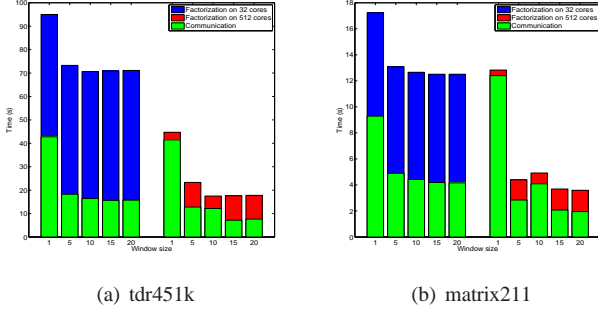 100
90
80
70
60
50
40
30
20
10
0
Time (s)
Factorization on 32 cores
Factorization on 512 cores
Communication
1 5 10 15 20 1 5 10 15 20
Window size
(a) tdr451k
18
16
14
12
10
8
6
4
2
0
Time (s)
Factorization on 32 cores
Factorization on 512 cores
Communication
1 5 10 15 20 1 5 10 15 20
Window size
(b) matrix211